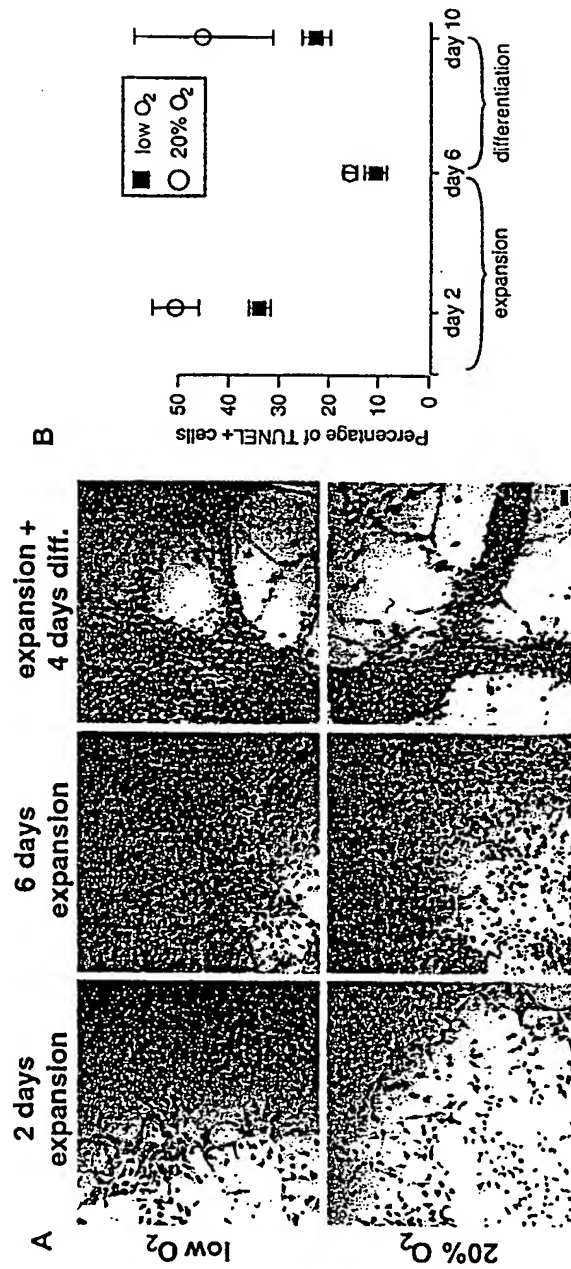 A
2 days
expansion
6 days
expansion
expansion +
4 days diff.
low O₂
20% O₂
B
Percentage of TUNEL+ cells
50
40
30
20
10
0
low O₂
20% O₂
day 2
day 6
day 10
expansion
differentiation